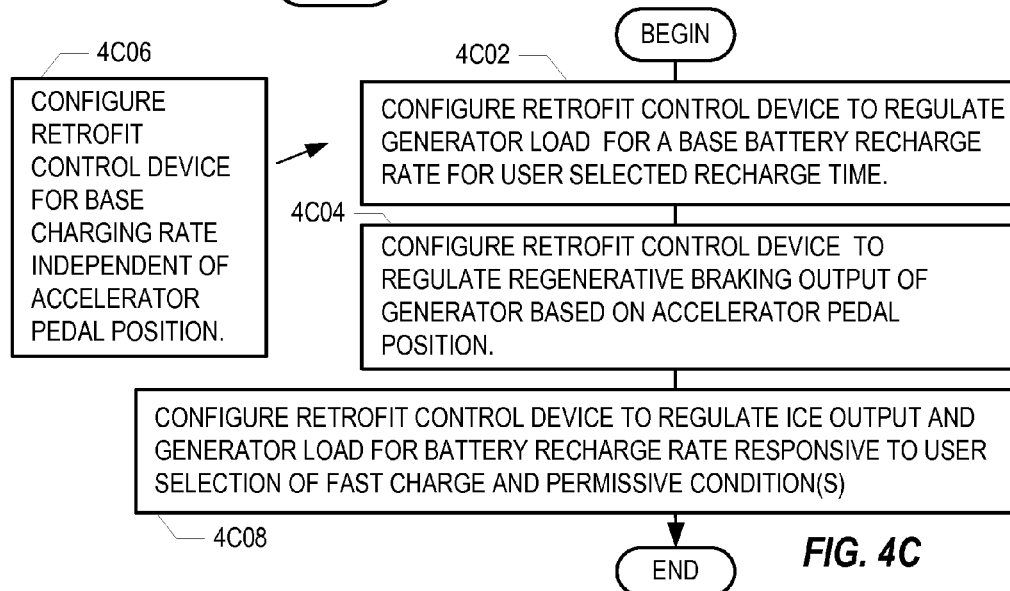 BEGIN
4C06
4C02
CONFIGURE
RETROFIT
CONTROL DEVICE
FOR BASE
CHARGING RATE
INDEPENDENT OF
ACCELERATOR
PEDAL POSITION.
CONFIGURE RETROFIT CONTROL DEVICE TO REGULATE
GENERATOR LOAD FOR A BASE BATTERY RECHARGE
RATE FOR USER SELECTED RECHARGE TIME.
4C04
CONFIGURE RETROFIT CONTROL DEVICE TO
REGULATE REGENERATIVE BRAKING OUTPUT OF
GENERATOR BASED ON ACCELERATOR PEDAL
POSITION.
CONFIGURE RETROFIT CONTROL DEVICE TO REGULATE ICE OUTPUT AND
GENERATOR LOAD FOR BATTERY RECHARGE RATE RESPONSIVE TO USER
SELECTION OF FAST CHARGE AND PERMISSIVE CONDITION(S)
4C08
END
FIG. 4C